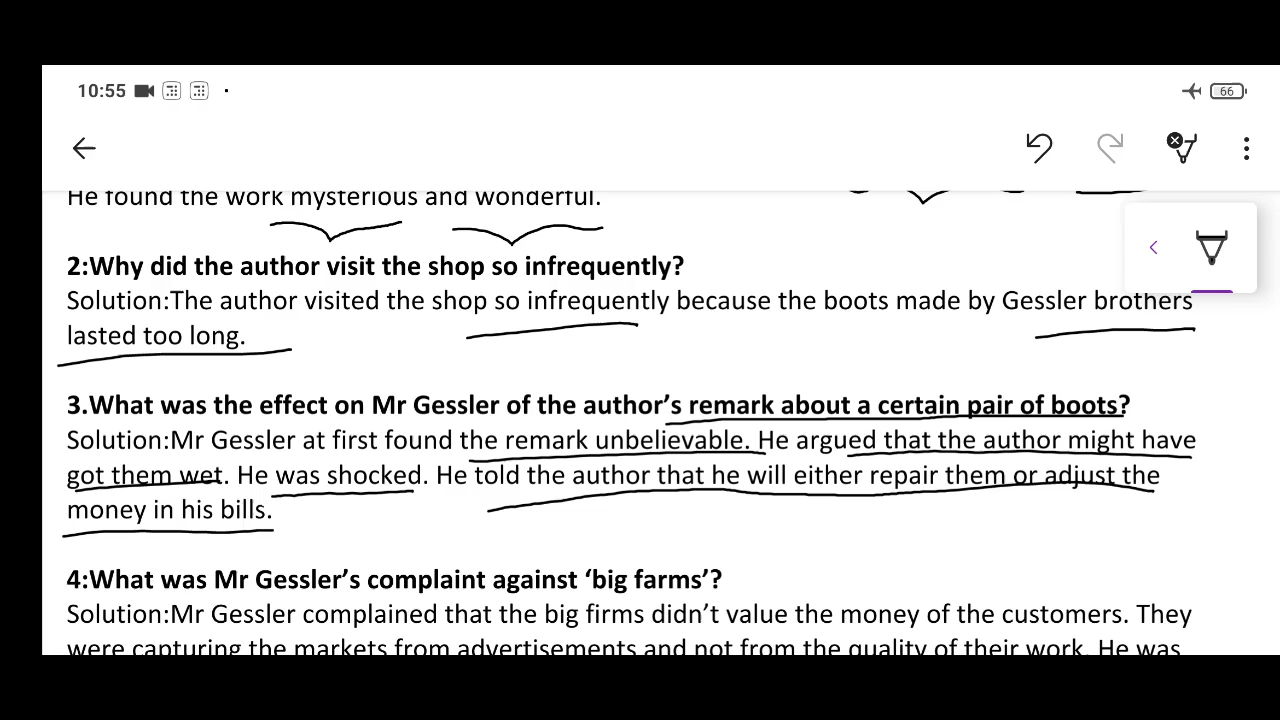 10:55
66
He found the work mysterious and wonderful.
2:Why did the author visit the shop so infrequently?
Solution:The author visited the shop so infrequently because the boots made by Gessler brothers
lasted too long.
3.What was the effect on Mr Gessler of the author's remark about a certain pair of boots?
Solution:Mr Gessler at first found the remark unbelievable. He argued that the author might have
got them wet. He was shocked. He told the author that he will either repair them or adjust the
money in his bills.
4:What was Mr Gessler's complaint against ‘big farms’?
Solution:Mr Gessler complained that the big firms didn't value the money of the customers. They
were capturing the markets from advertisements and not from the quality of their work. He was